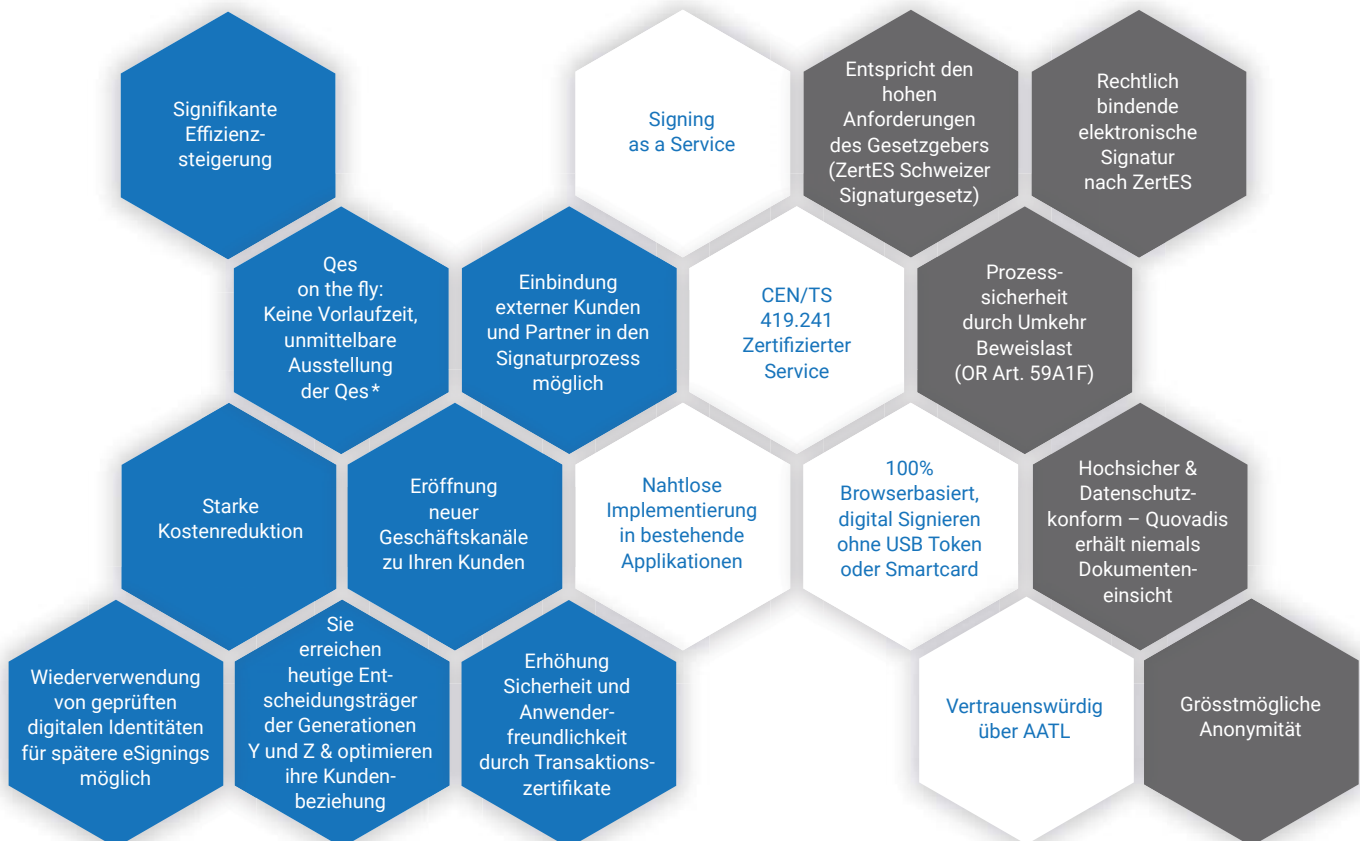 Signifikante
Effizienz-
steigerung
Signing
as a Service
Entspricht den
hohen
Anforderungen
des Gesetzgebers
(ZertES Schweizer
Signaturgesetz)
Rechtlich
bindende
elektronische
Signatur
nach ZertES
Qes
on the fly:
Keine Vorlaufzeit,
unmittelbare
Ausstellung
der Qes*
Einbindung
externer Kunden
und Partner in den
Signaturprozess
möglich
CEN/TS
419.241
Zertifizierter
Service
Prozess-
sicherheit
durch Umkehr
Beweislast
(OR Art. 59A1F)
Starke
Kostenreduktion
Eröffnung
neuer
Geschäftskanäle
zu Ihren Kunden
Nahtlose
Implementierung
in bestehende
Applikationen
100%
Browserbasiert,
digital Signieren
ohne USB Token
oder Smartcard
Hochsicher &
Datenschutz-
konform – Quovadis
erhält niemals
Dokumenten-
einsicht
Wiederverwendung
von geprüften
digitalen Identitäten
für spätere eSignings
möglich
Sie
erreichen
heutige Ent-
scheidungsträger
der Generationen
Y und Z & optimieren
ihre Kunden-
beziehung
Erhöhung
Sicherheit und
Anwender-
freundlichkeit
durch Transaktions-
zertifikate
Vertrauenswürdig
über AATL
Grösstmögliche
Anonymität